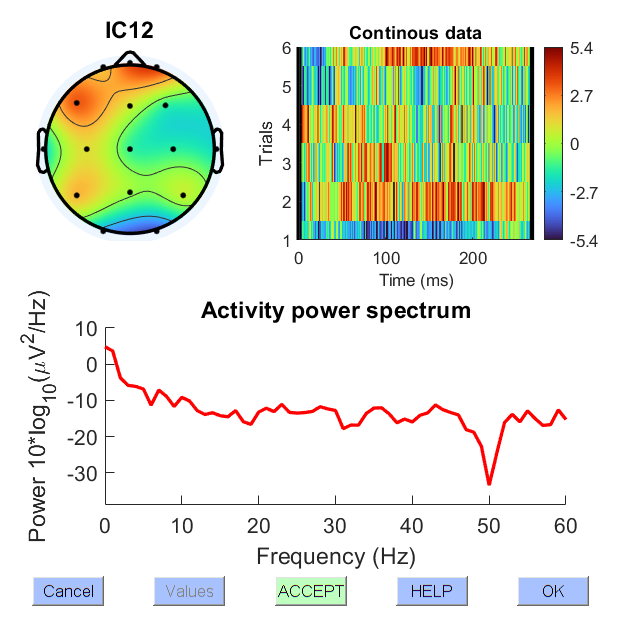 IC12
Continous data
Trials
6
5
4
3
2
1
0
100
200
Time (ms)
5.4
2.7
0
-2.7
-5.4
Activity power spectrum
Power 10*log10(μV2/Hz)
10
0
-10
-20
-30
0
10
20
30
40
50
60
Frequency (Hz)
Cancel
Values
ACCEPT
HELP
OK